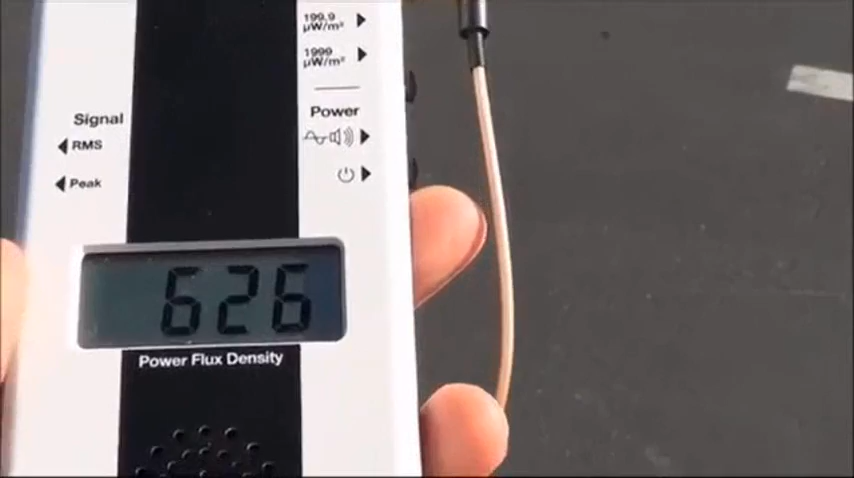 199.9
µW/m²
1999
µW/m²
Power
Signal
RMS
Peak
626
Power Flux Density